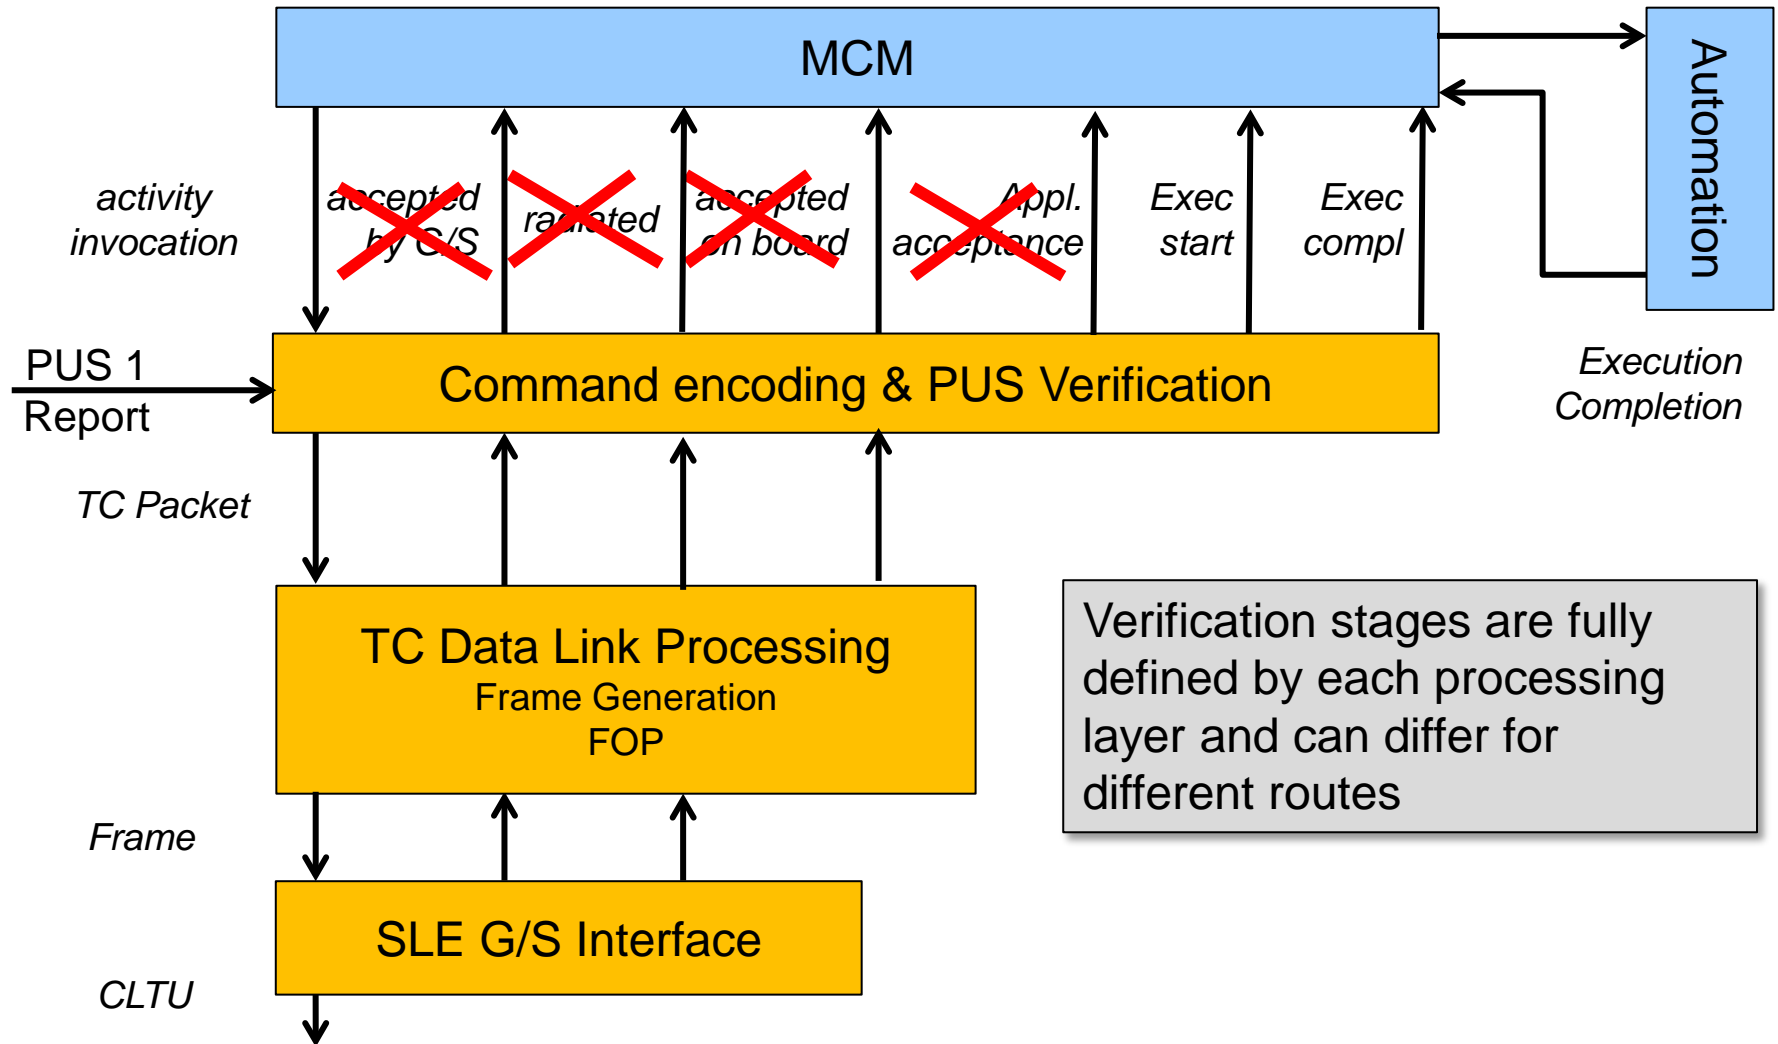 MCM
Automation
activity
invocation
accepted
by G/S
radiated
accepted
on board
Appl.
acceptance
Exec
start
Exec
compl
PUS 1
Report
Command encoding & PUS Verification
Execution
Completion
TC Packet
TC Data Link Processing
Frame Generation
FOP
Verification stages are fully
defined by each processing
layer and can differ for
different routes
Frame
SLE G/S Interface
CLTU